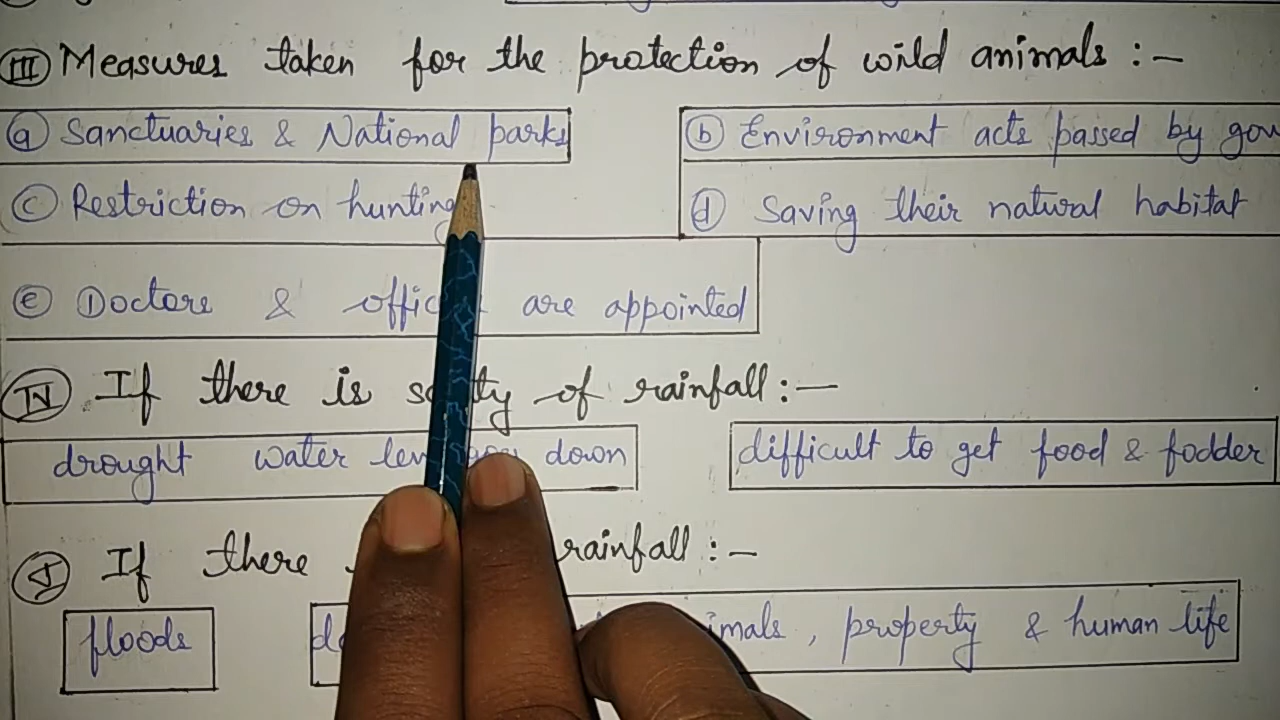 III Measures taken for the protection of wild animals :-
a Sanctuaries & National parks
b Environment acts passed by gov
c Restriction on hunting
d Saving their natural habitat
e Doctors & are appointed
IV If there is of rainfall :-
drought water down
difficult to get food & fodder
V If there rainfall :-
floods
, property & human life